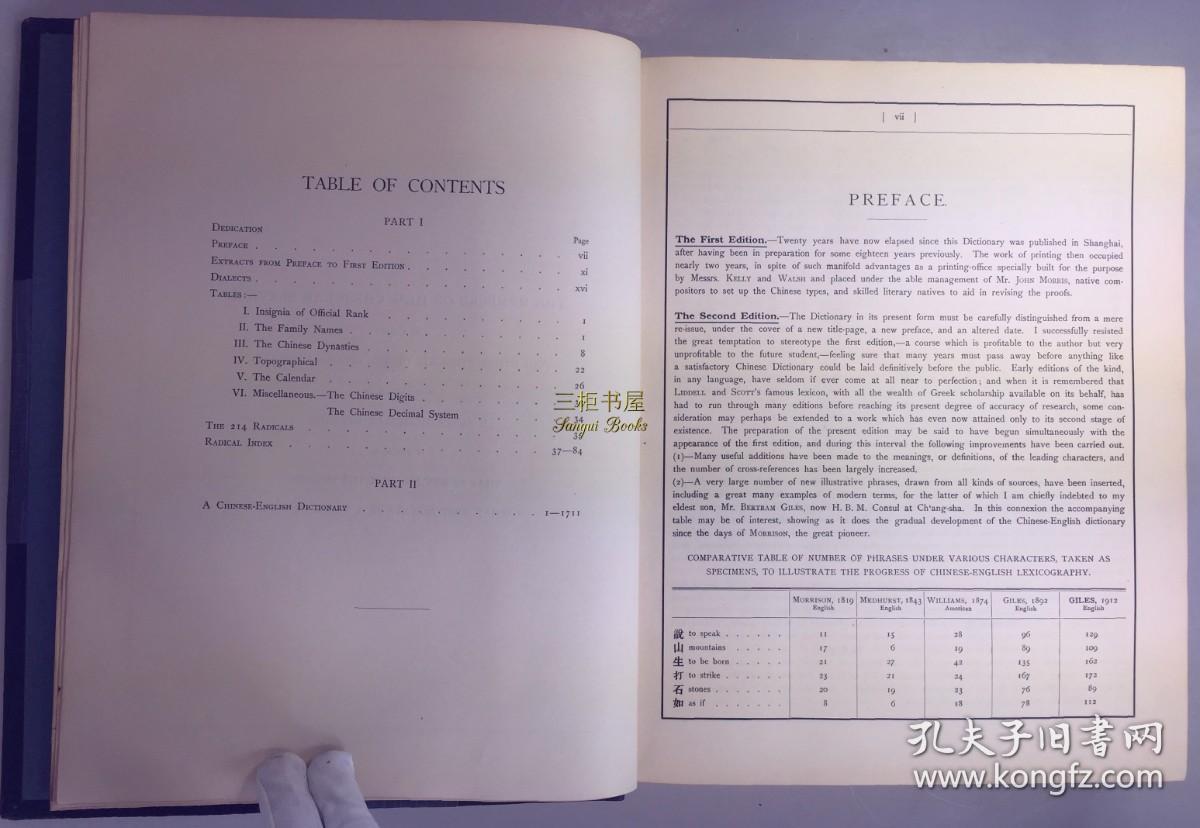 TABLE OF CONTENTS
PART I
Page
DEDICATION
PREFACE . . . . . . . . . . . . vii
EXTRACTS FROM PREFACE TO FIRST EDITION . . . . . . xi
DIALECTS . . . . . . . . . . . . xvi
TABLES:—
I. Insignia of Official Rank . . . . . . . 1
II. The Family Names . . . . . . . . 1
III. The Chinese Dynasties . . . . . . . 8
IV. Topographical . . . . . . . . . 22
V. The Calendar . . . . . . . . . 26
VI. Miscellaneous.—The Chinese Digits . . . . .
The Chinese Decimal System . . . 34
THE 214 RADICALS . . . . . . . . . .
RADICAL INDEX . . . . . . . . . . 37—84
PART II
A CHINESE-ENGLISH DICTIONARY . . . . . . . . 1—1711
三柜书屋
Sangui Books
| vii |
PREFACE.
The First Edition.—Twenty years have now elapsed since this Dictionary was published in Shanghai,
after having been in preparation for some eighteen years previously. The work of printing then occupied
nearly two years, in spite of such manifold advantages as a printing-office specially built for the purpose
by Messrs. KELLY and WALSH and placed under the able management of Mr. JOHN MORRIS, native com-
positors to set up the Chinese types, and skilled literary natives to aid in revising the proofs.
The Second Edition.—The Dictionary in its present form must be carefully distinguished from a mere
re-issue, under the cover of a new title-page, a new preface, and an altered date. I successfully resisted
the great temptation to stereotype the first edition,—a course which is profitable to the author but very
unprofitable to the future student,—feeling sure that many years must pass away before anything like
a satisfactory Chinese Dictionary could be laid definitively before the public. Early editions of the kind,
in any language, have seldom if ever come at all near to perfection; and when it is remembered that
LIDDELL and SCOTT's famous lexicon, with all the wealth of Greek scholarship available on its behalf, has
had to run through many editions before reaching its present degree of accuracy of research, some con-
sideration may perhaps be extended to a work which has even now attained only to its second stage of
existence. The preparation of the present edition may be said to have begun simultaneously with the
appearance of the first edition, and during this interval the following improvements have been carried out.
(1)—Many useful additions have been made to the meanings, or definitions, of the leading characters, and
the number of cross-references has been largely increased.
(2)—A very large number of new illustrative phrases, drawn from all kinds of sources, have been inserted,
including a great many examples of modern terms, for the latter of which I am chiefly indebted to my
eldest son, Mr. BERTRAM GILES, now H. B. M. Consul at Ch'ang-sha. In this connexion the accompanying
table may be of interest, showing as it does the gradual development of the Chinese-English dictionary
since the days of MORRISON, the great pioneer.
COMPARATIVE TABLE OF NUMBER OF PHRASES UNDER VARIOUS CHARACTERS, TAKEN AS
SPECIMENS, TO ILLUSTRATE THE PROGRESS OF CHINESE-ENGLISH LEXICOGRAPHY.
MORRISON, 1819 MEDHURST, 1843 WILLIAMS, 1874 GILES, 1892 GILES, 1912
English English American English English
說 to speak . . . . . . 11 15 28 96 129
山 mountains . . . . . 17 6 19 89 109
生 to be born . . . . . 21 27 42 135 162
打 to strike . . . . . . 23 21 24 167 172
石 stones . . . . . . . 20 19 23 76 89
如 as if . . . . . . . 8 6 18 78 112
孔夫子旧书网
www.kongfz.com